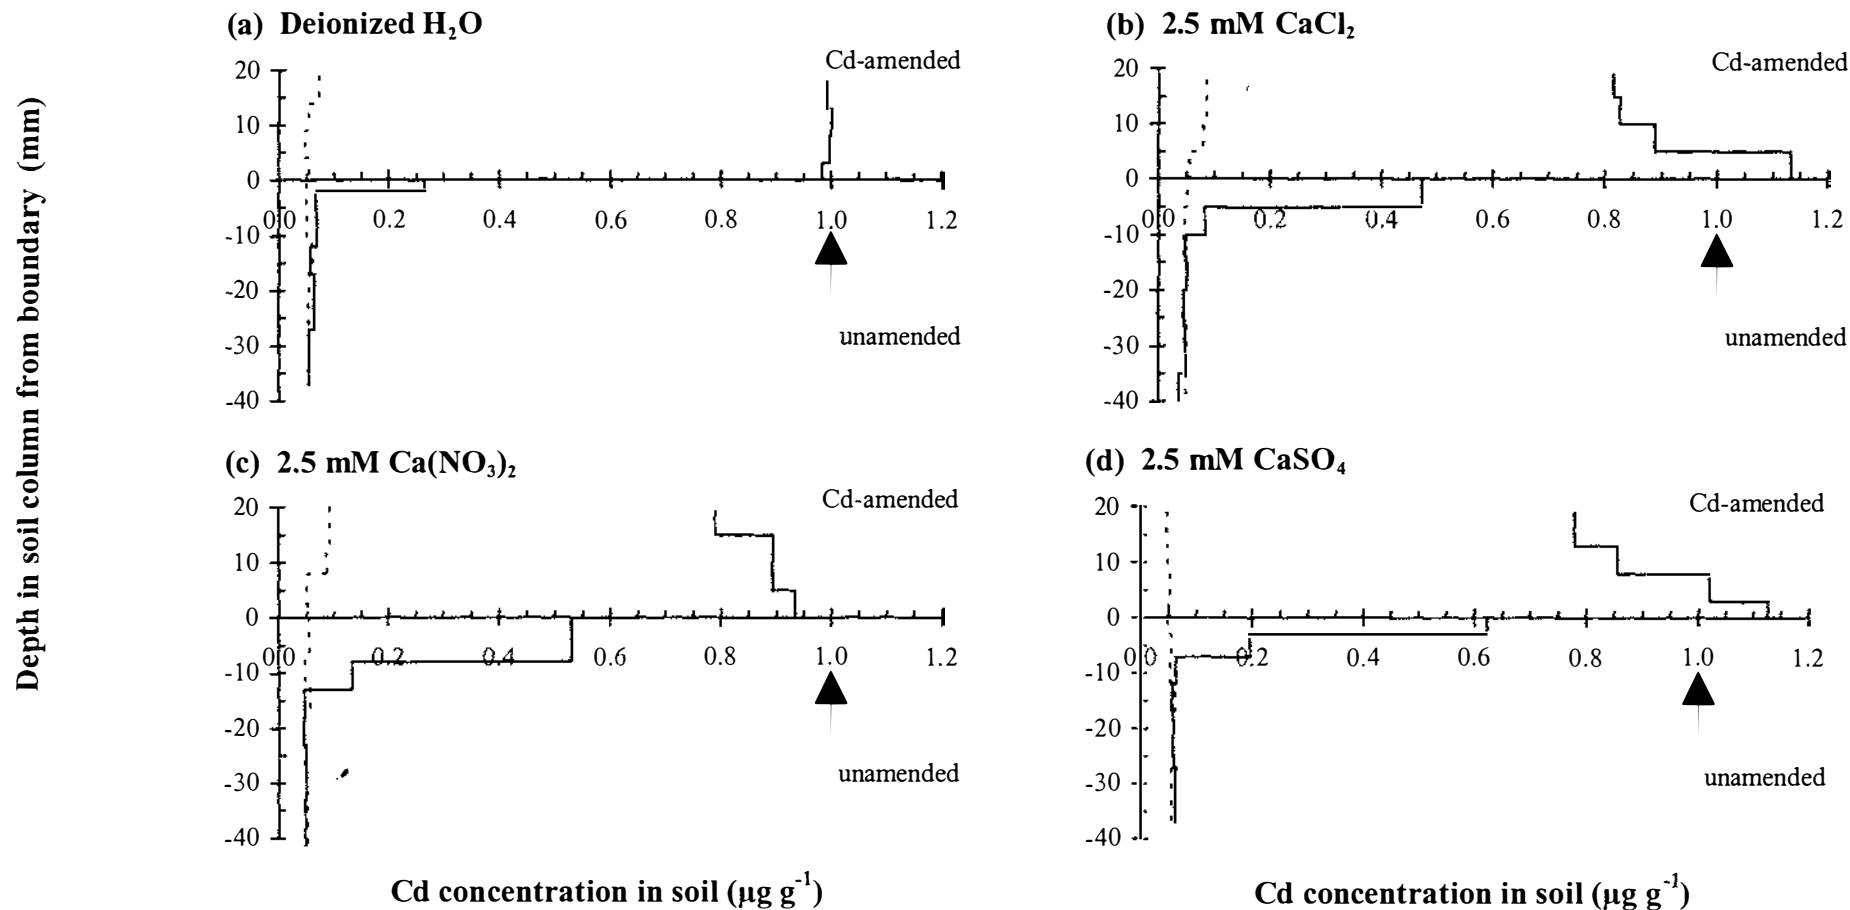 (a) Deionized H₂O
(b) 2.5 mM CaCl₂
Depth in soil column from boundary (mm)
Cd-amended
20
10
0
-10
-20
-30
-40
0.0 0.2 0.4 0.6 0.8 1.0 1.2
unamended
Cd-amended
20
10
0
-10
-20
-30
-40
0.0 0.2 0.4 0.6 0.8 1.0 1.2
unamended
(c) 2.5 mM Ca(NO₃)₂
(d) 2.5 mM CaSO₄
Cd-amended
20
10
0
-10
-20
-30
-40
0.0 0.2 0.4 0.6 0.8 1.0 1.2
unamended
Cd-amended
20
10
0
-10
-20
-30
-40
0.0 0.2 0.4 0.6 0.8 1.0 1.2
unamended
Cd concentration in soil (µg g⁻¹)
Cd concentration in soil (µg g⁻¹)